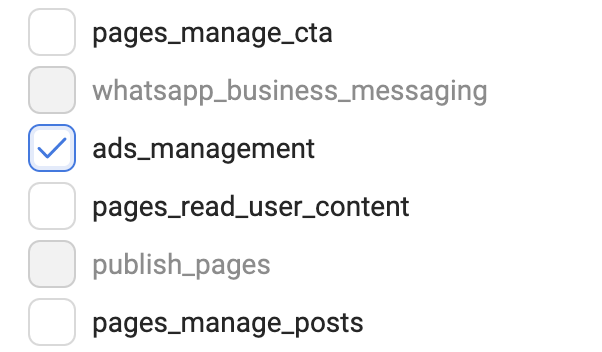 pages_manage_cta
whatsapp_business_messaging
ads_management
pages_read_user_content
publish_pages
pages_manage_posts